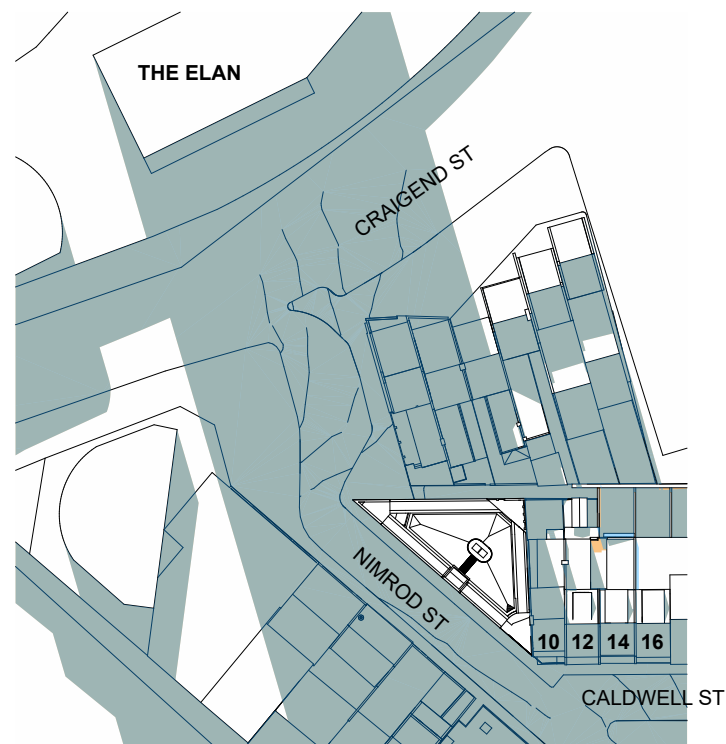 THE ELAN
CRAIGEND ST
NIMROD ST
10 12 14 16
CALDWELL ST